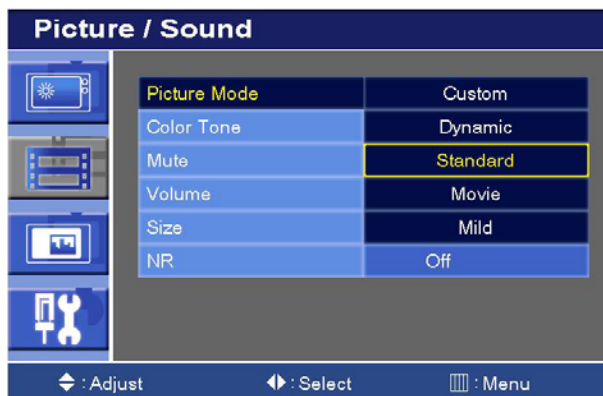 Picture / Sound
Picture Mode Custom
Color Tone Dynamic
Mute Standard
Volume Movie
Size Mild
NR Off
: Adjust : Select : Menu